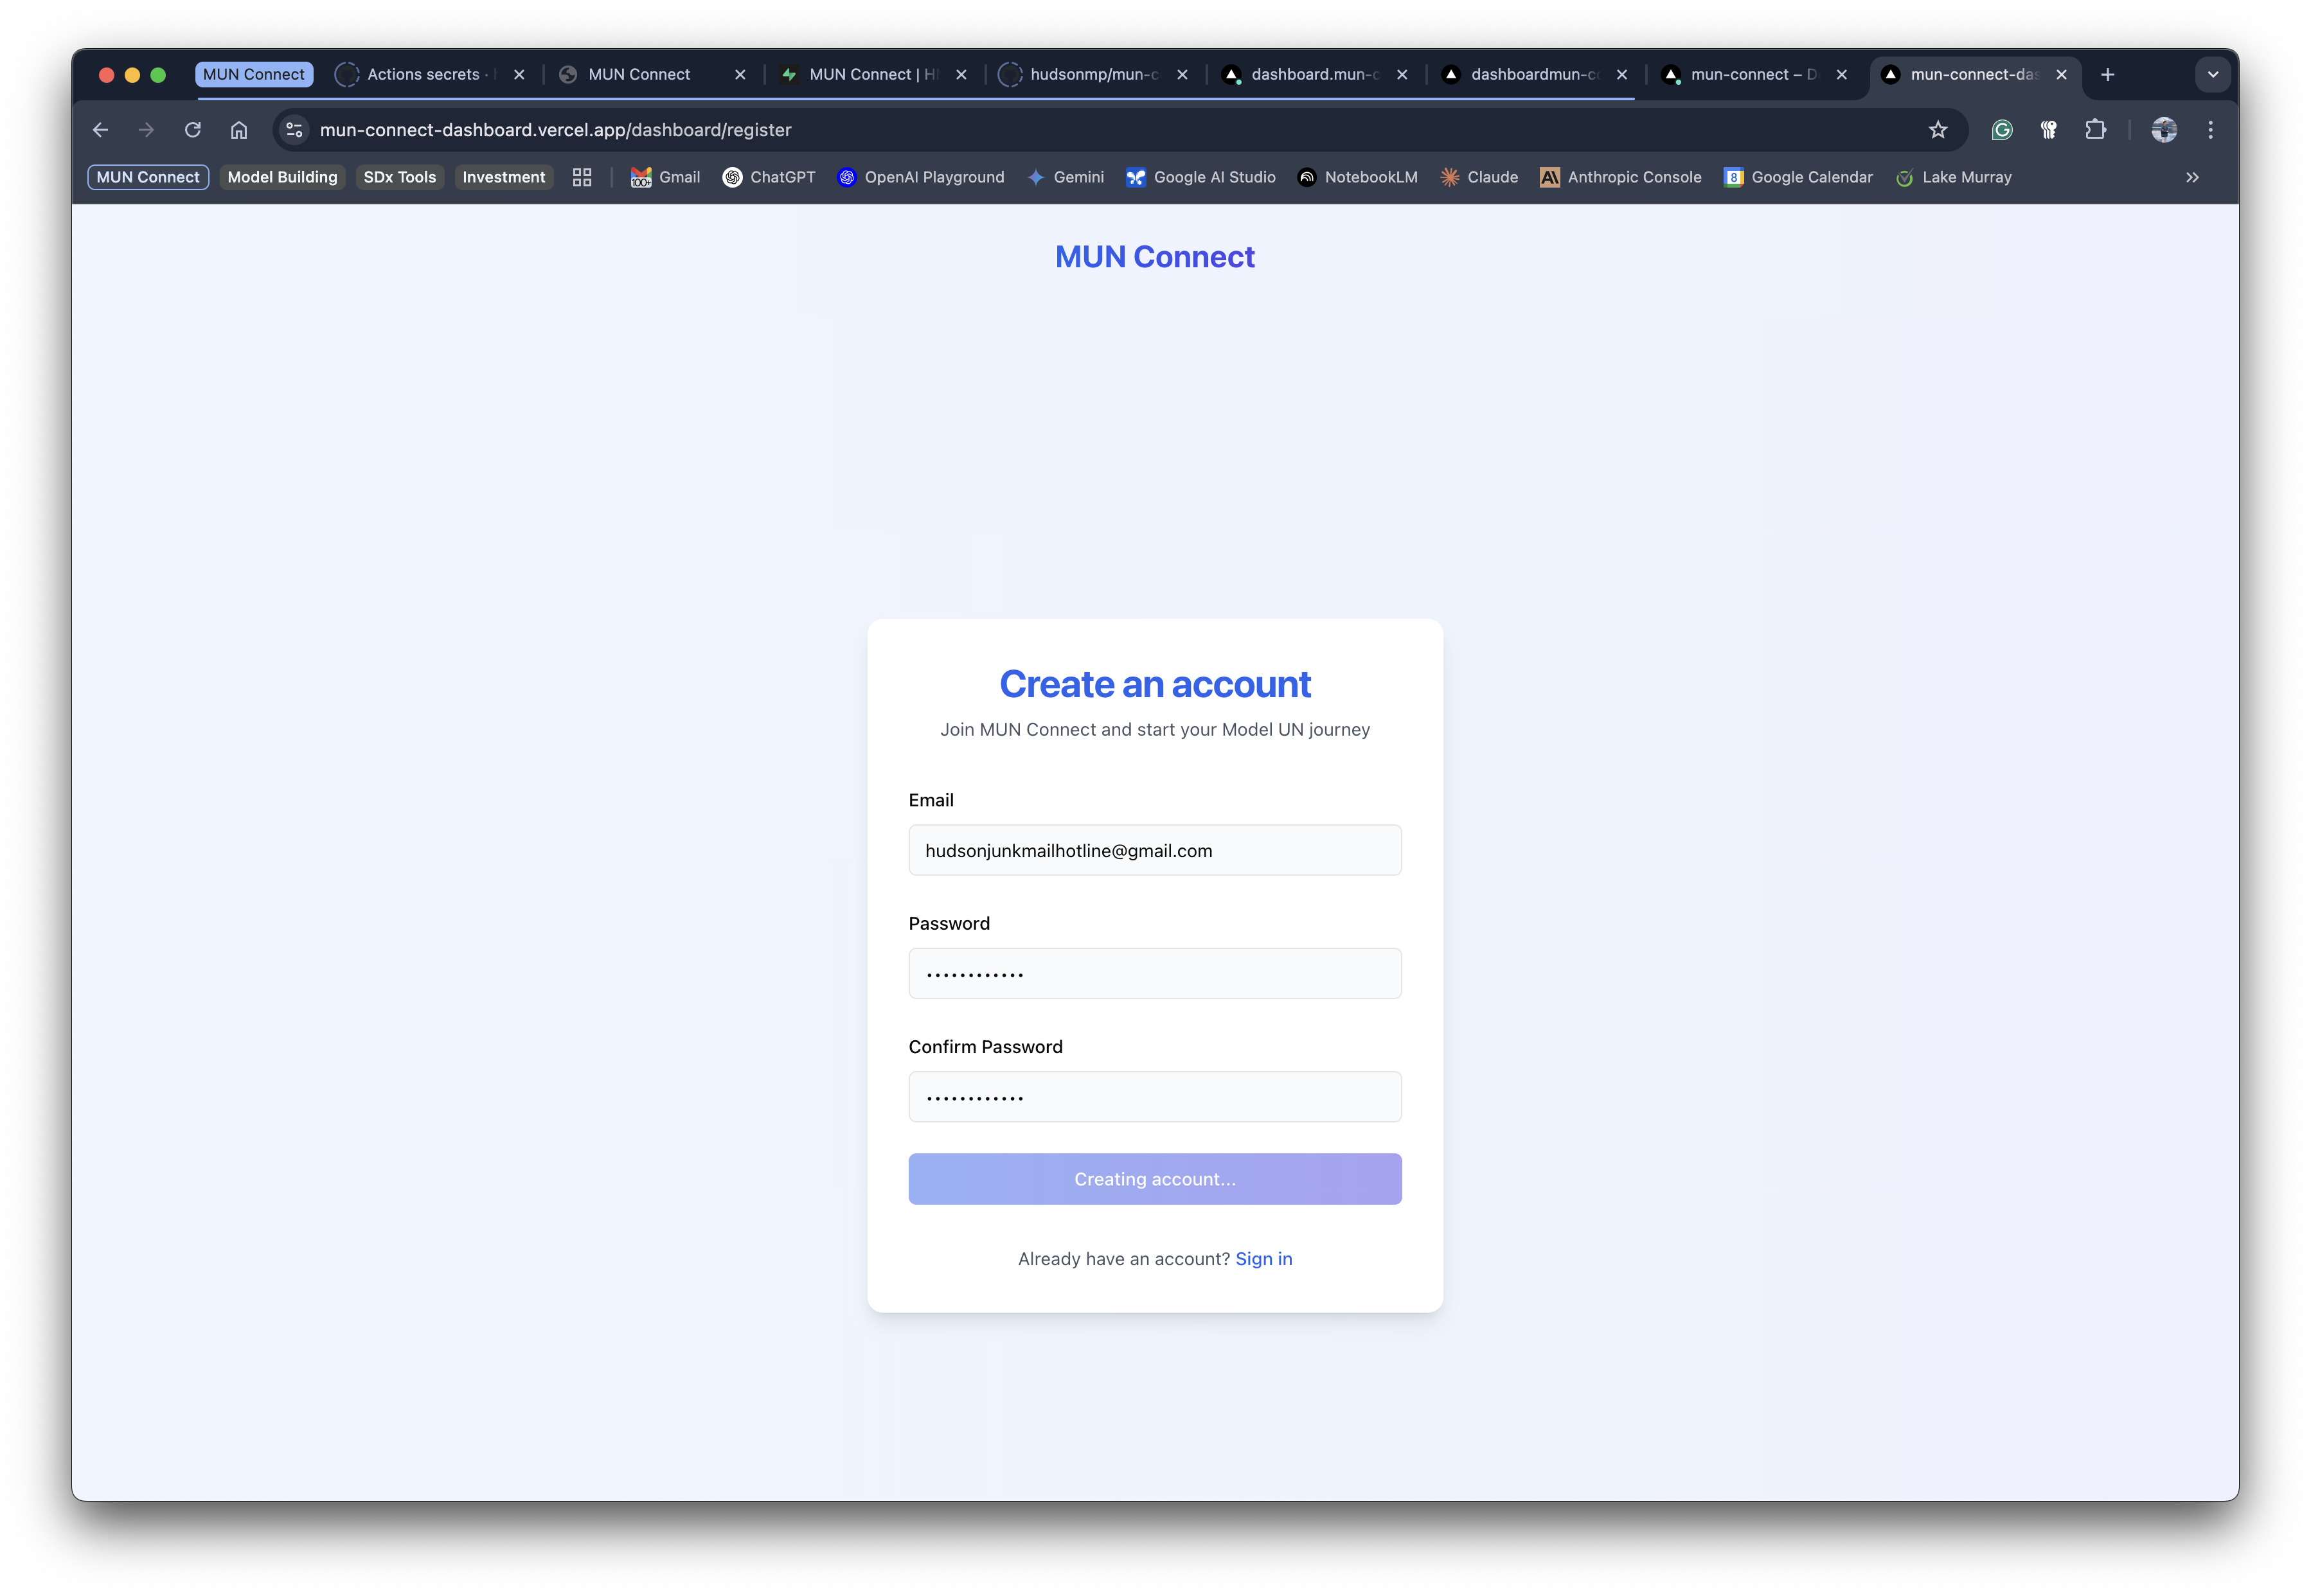 MUN Connect
Actions secrets ·
MUN Connect
MUN Connect | H
hudsonmp/mun-c
dashboard.mun-c
dashboardmun-c
mun-connect – D
mun-connect-das
mun-connect-dashboard.vercel.app/dashboard/register
MUN Connect
Model Building
SDx Tools
Investment
Gmail
ChatGPT
OpenAI Playground
Gemini
Google AI Studio
NotebookLM
Claude
Anthropic Console
Google Calendar
Lake Murray
MUN Connect
Create an account
Join MUN Connect and start your Model UN journey
Email
hudsonjunkmailhotline@gmail.com
Password
••••••••••••
Confirm Password
••••••••••••
Creating account...
Already have an account? Sign in